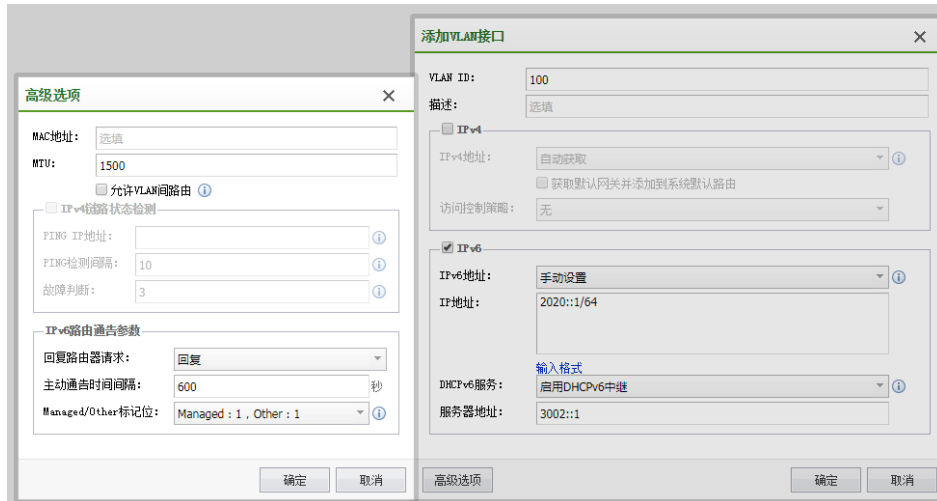 高级选项
MAC地址: 选填
MTU: 1500
允许VLAN间路由
IPv4链路状态检测
PING IP地址:
PING检测间隔: 10
故障判断: 3
IPv6路由通告参数
回复路由器请求: 回复
主动通告时间间隔: 600 秒
Managed/Other标记位: Managed:1,Other:1
确定 取消
添加VLAN接口
VLAN ID: 100
描述: 选填
IPv4
IPv4地址: 自动获取
获取默认网关并添加到系统默认路由
访问控制策略: 无
IPv6
IPv6地址: 手动设置
IP地址: 2020::1/64
输入格式
DHCPv6服务: 启用DHCPv6中继
服务器地址: 3002::1
高级选项 确定 取消